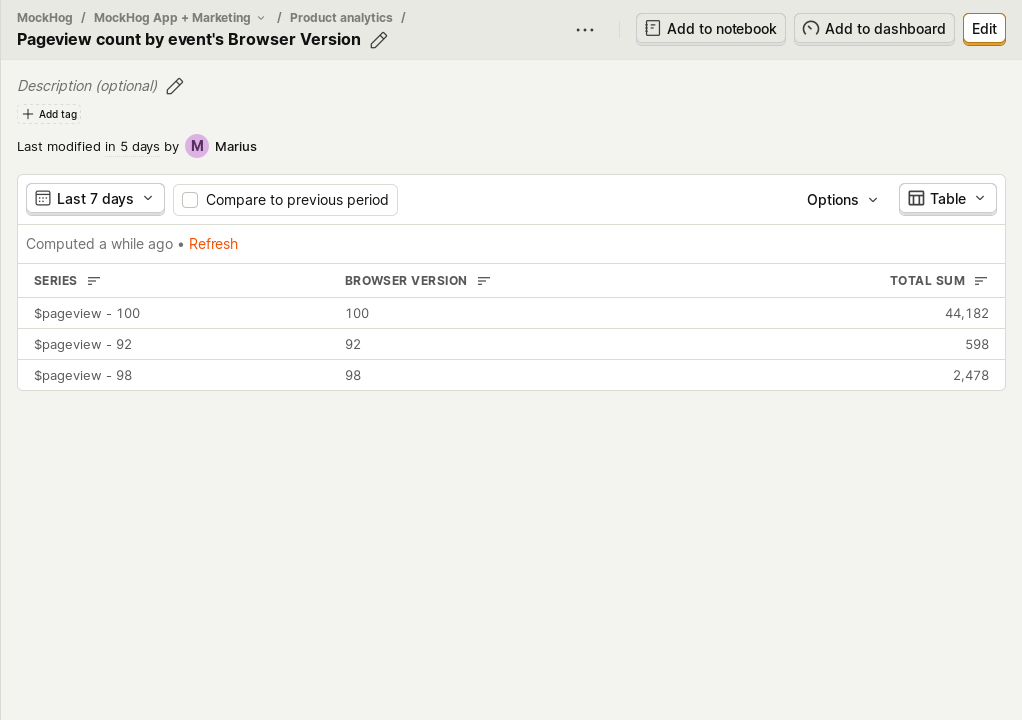 MockHog / MockHog App + Marketing / Product analytics /
Pageview count by event's Browser Version
Add to notebook
Add to dashboard
Edit
Description (optional)
Add tag
Last modified in 5 days by M Marius
Last 7 days
Compare to previous period
Options
Table
Computed a while ago • Refresh
SERIES BROWSER VERSION TOTAL SUM
$pageview - 100 100 44,182
$pageview - 92 92 598
$pageview - 98 98 2,478